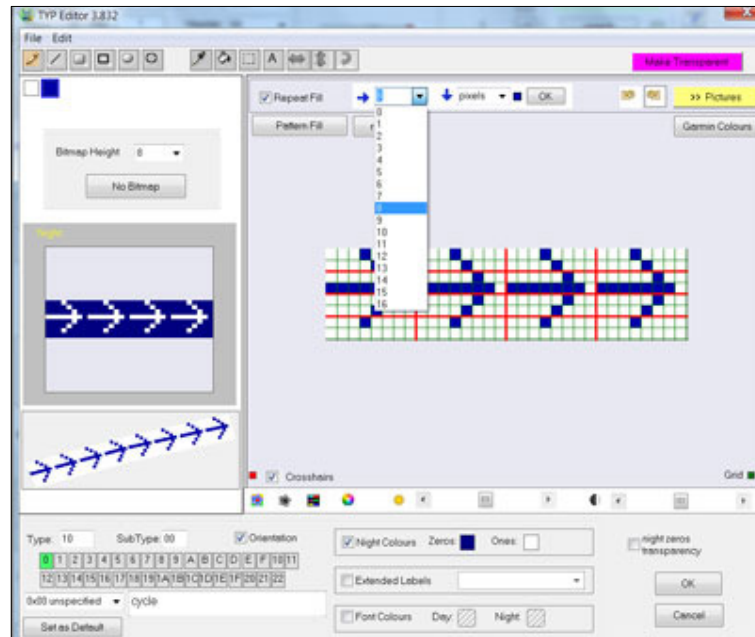 TYP Editor 3.832
File Edit
A
Make Transparent
Repeat Fill
pixels
OK
>> Pictures
Pattern Fill
Garmin Colours
0
1
2
3
4
5
6
7
8
9
10
11
12
13
14
15
16
Bitmap Height 8
No Bitmap
Night
Crosshairs
Grid
Type: 10 SubType: 00 Orientation
0 1 2 3 4 5 6 7 8 9 A B C D E F 10 11
12 13 14 15 16 17 18 19 1A 1B 1C 1D 1E 1F 20 21 22
0x00 unspecified cycle
Set as Default
Night Colours Zeros: Ones:
Extended Labels
Font Colours Day: Night:
night zeros
transparency
OK
Cancel